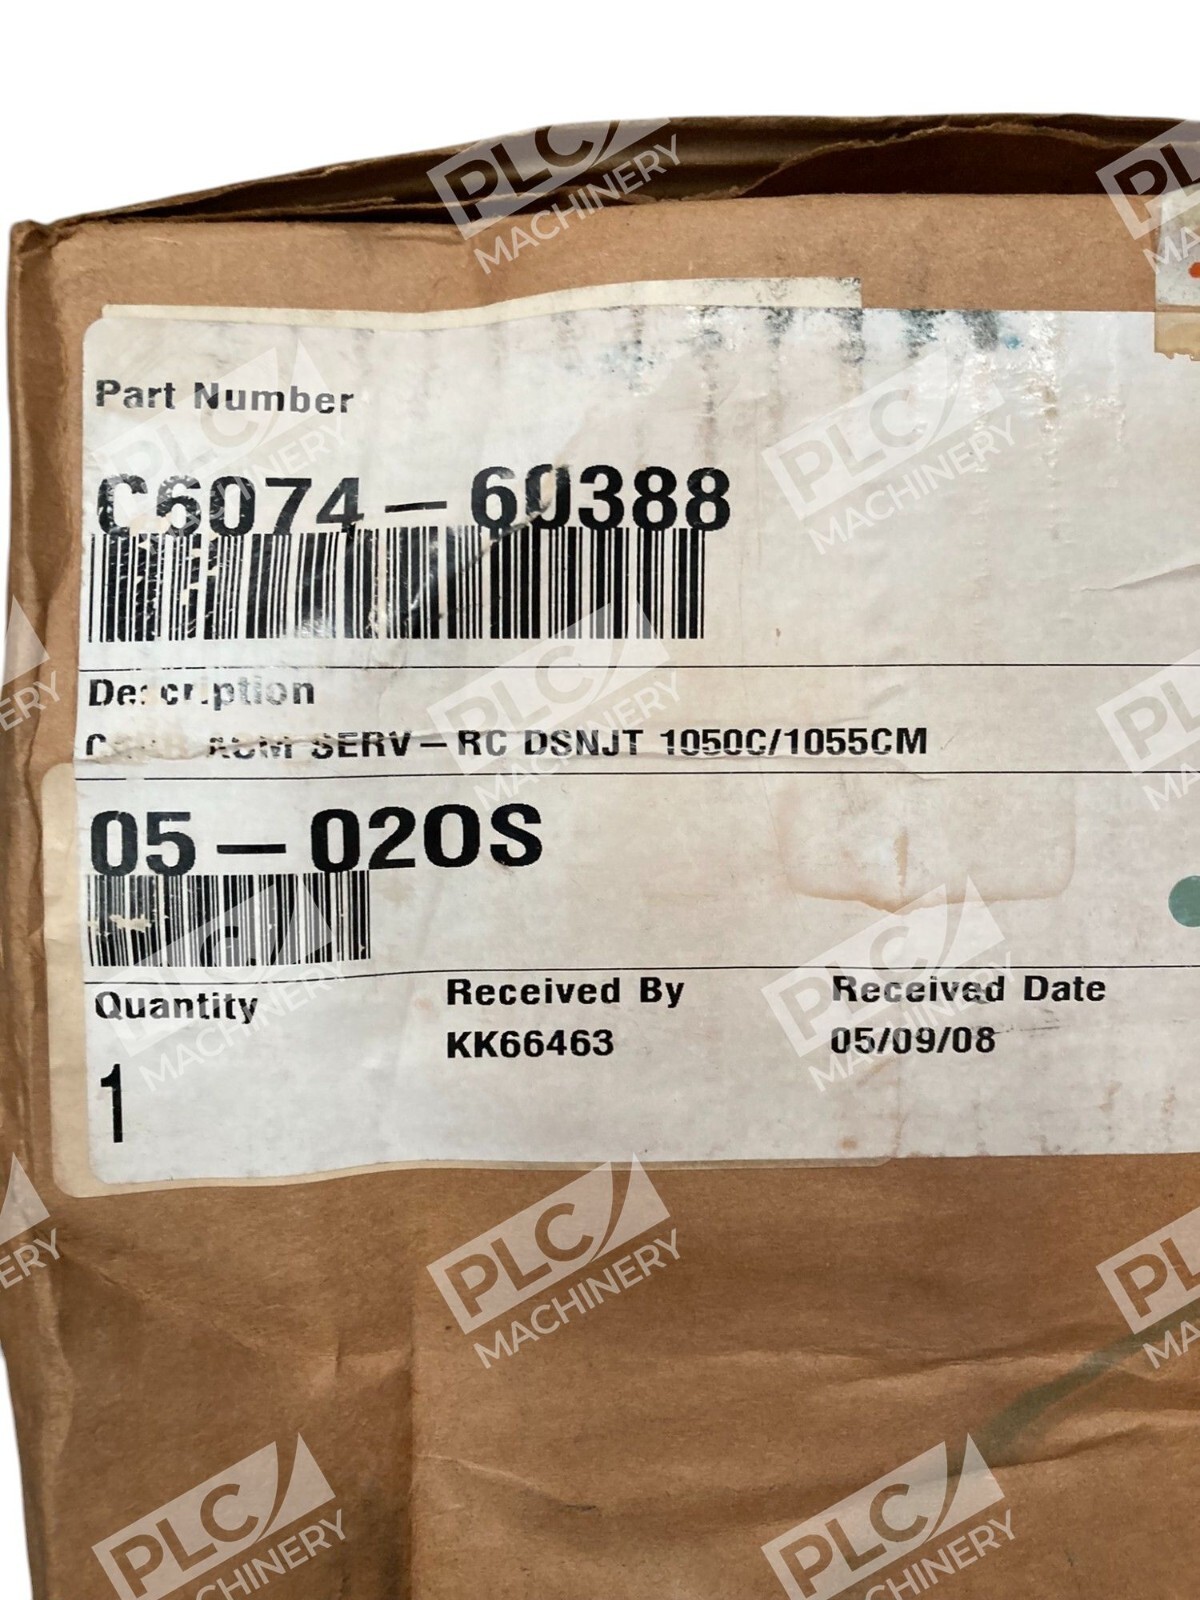 Part Number
C6074-60388
Description
SERV-RC DSNJT 1050C/1055CM
05-02OS
Quantity
Received By
Received Date
KK66463
05/09/08
1
PLC MACHINERY